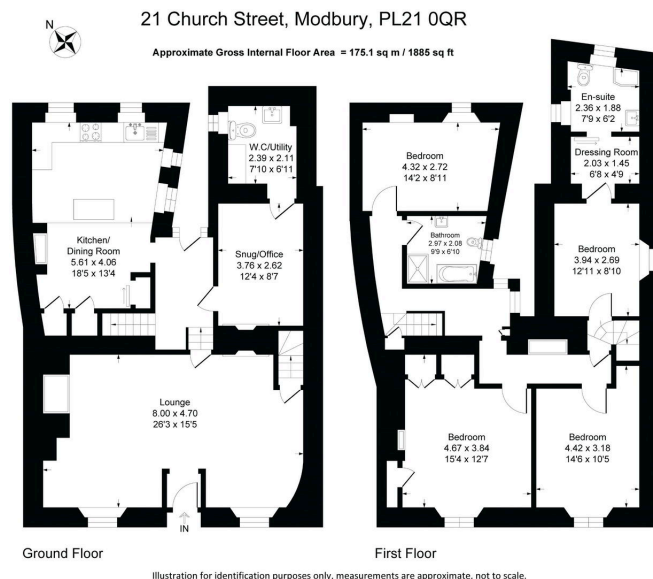 21 Church Street, Modbury, PL21 0QR
N
Approximate Gross Internal Floor Area = 175.1 sq m / 1885 sq ft
W.C/Utility
2.39 x 2.11
7'10 x 6'11
Kitchen/
Dining Room
5.61 x 4.06
18'5 x 13'4
Snug/Office
3.76 x 2.62
12'4 x 8'7
Lounge
8.00 x 4.70
26'3 x 15'5
IN
Ground Floor
En-suite
2.36 x 1.88
7'9 x 6'2
Dressing Room
2.03 x 1.45
6'8 x 4'9
Bedroom
4.32 x 2.72
14'2 x 8'11
Bathroom
2.97 x 2.08
9'9 x 6'10
Bedroom
3.94 x 2.69
12'11 x 8'10
Bedroom
4.67 x 3.84
15'4 x 12'7
Bedroom
4.42 x 3.18
14'6 x 10'5
First Floor
Illustration for identification purposes only, measurements are approximate, not to scale.